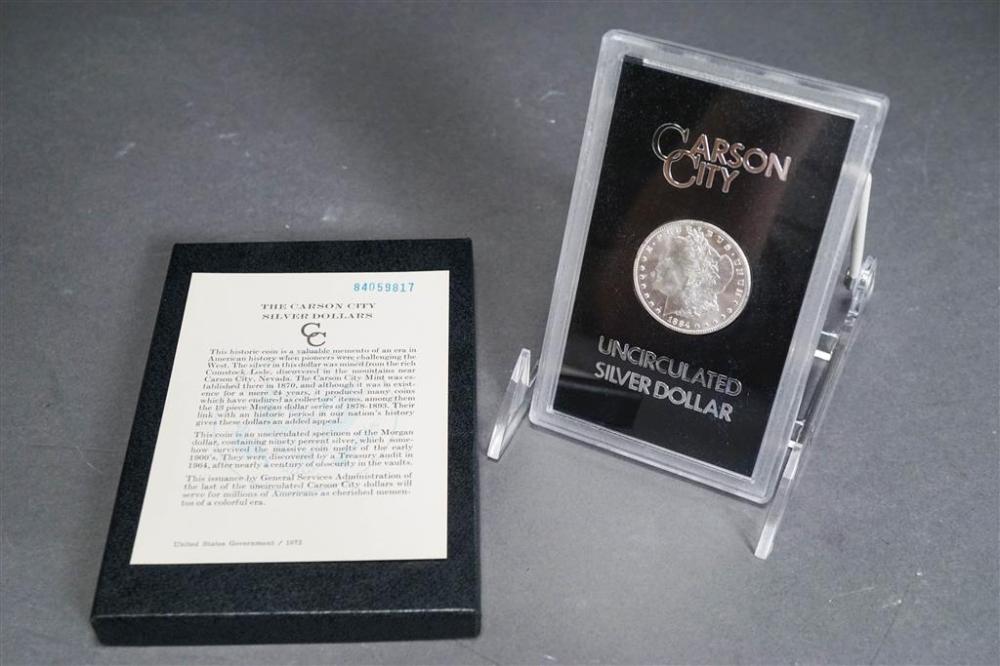 84059817
THE CARSON CITY
SILVER DOLLARS
CC
This historic coin is a valuable memento of an era in
American history when pioneers were challenging the
West. The silver in this dollar was mined from the rich
Comstock Lode, discovered in the mountains near
Carson City, Nevada. The Carson City Mint was es-
tablished there in 1870, and although it was in exist-
ence for a mere 24 years, it produced many coins
which have endured as collectors' items, among them
the 13 piece Morgan dollar series of 1878-1893. Their
link with an historic period in our nation's history
gives these dollars an added appeal.
This coin is an uncirculated specimen of the Morgan
dollar, containing ninety percent silver, which some-
how survived the massive coin melts of the early
1900's. They were discovered by a Treasury audit in
1964, after nearly a century of obscurity in the vaults.
This issuance by General Services Administration of
the last of the uncirculated Carson City dollars will
serve for millions of Americans as cherished memen-
tos of a colorful era.
United States Government / 1972
CARSON
CITY
E PLURIBUS UNUM
1884
UNCIRCULATED
SILVER DOLLAR